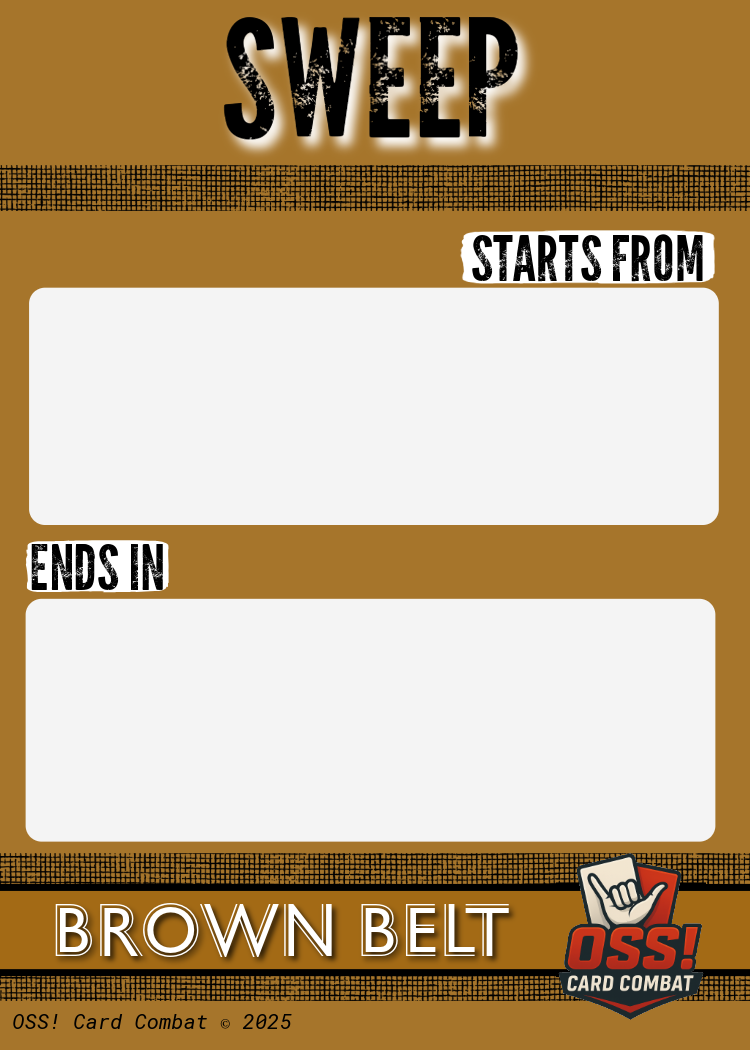 SWEEP
STARTS FROM
ENDS IN
BROWN BELT
OSS!
CARD COMBAT
OSS! Card Combat © 2025